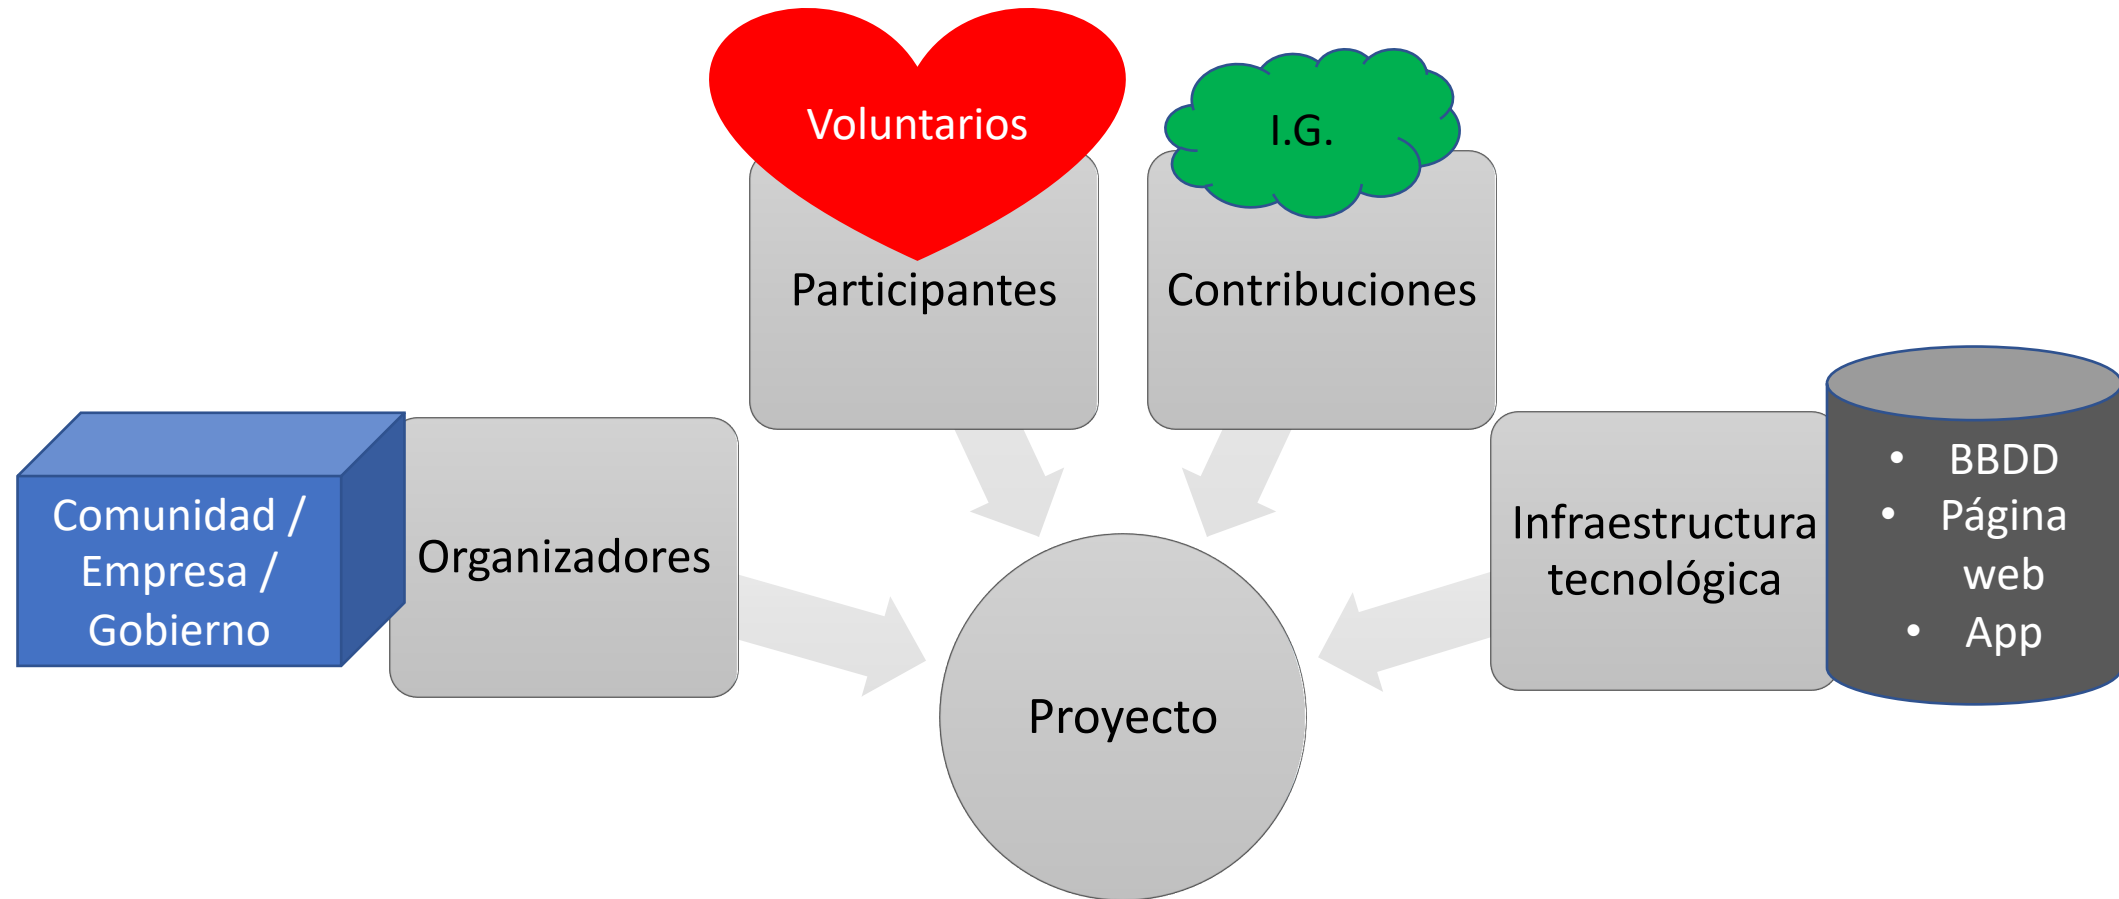 Voluntarios
I.G.
Participantes
Contribuciones
Comunidad /
Empresa /
Gobierno
Organizadores
Infraestructura
tecnológica
• BBDD
• Página
web
• App
Proyecto